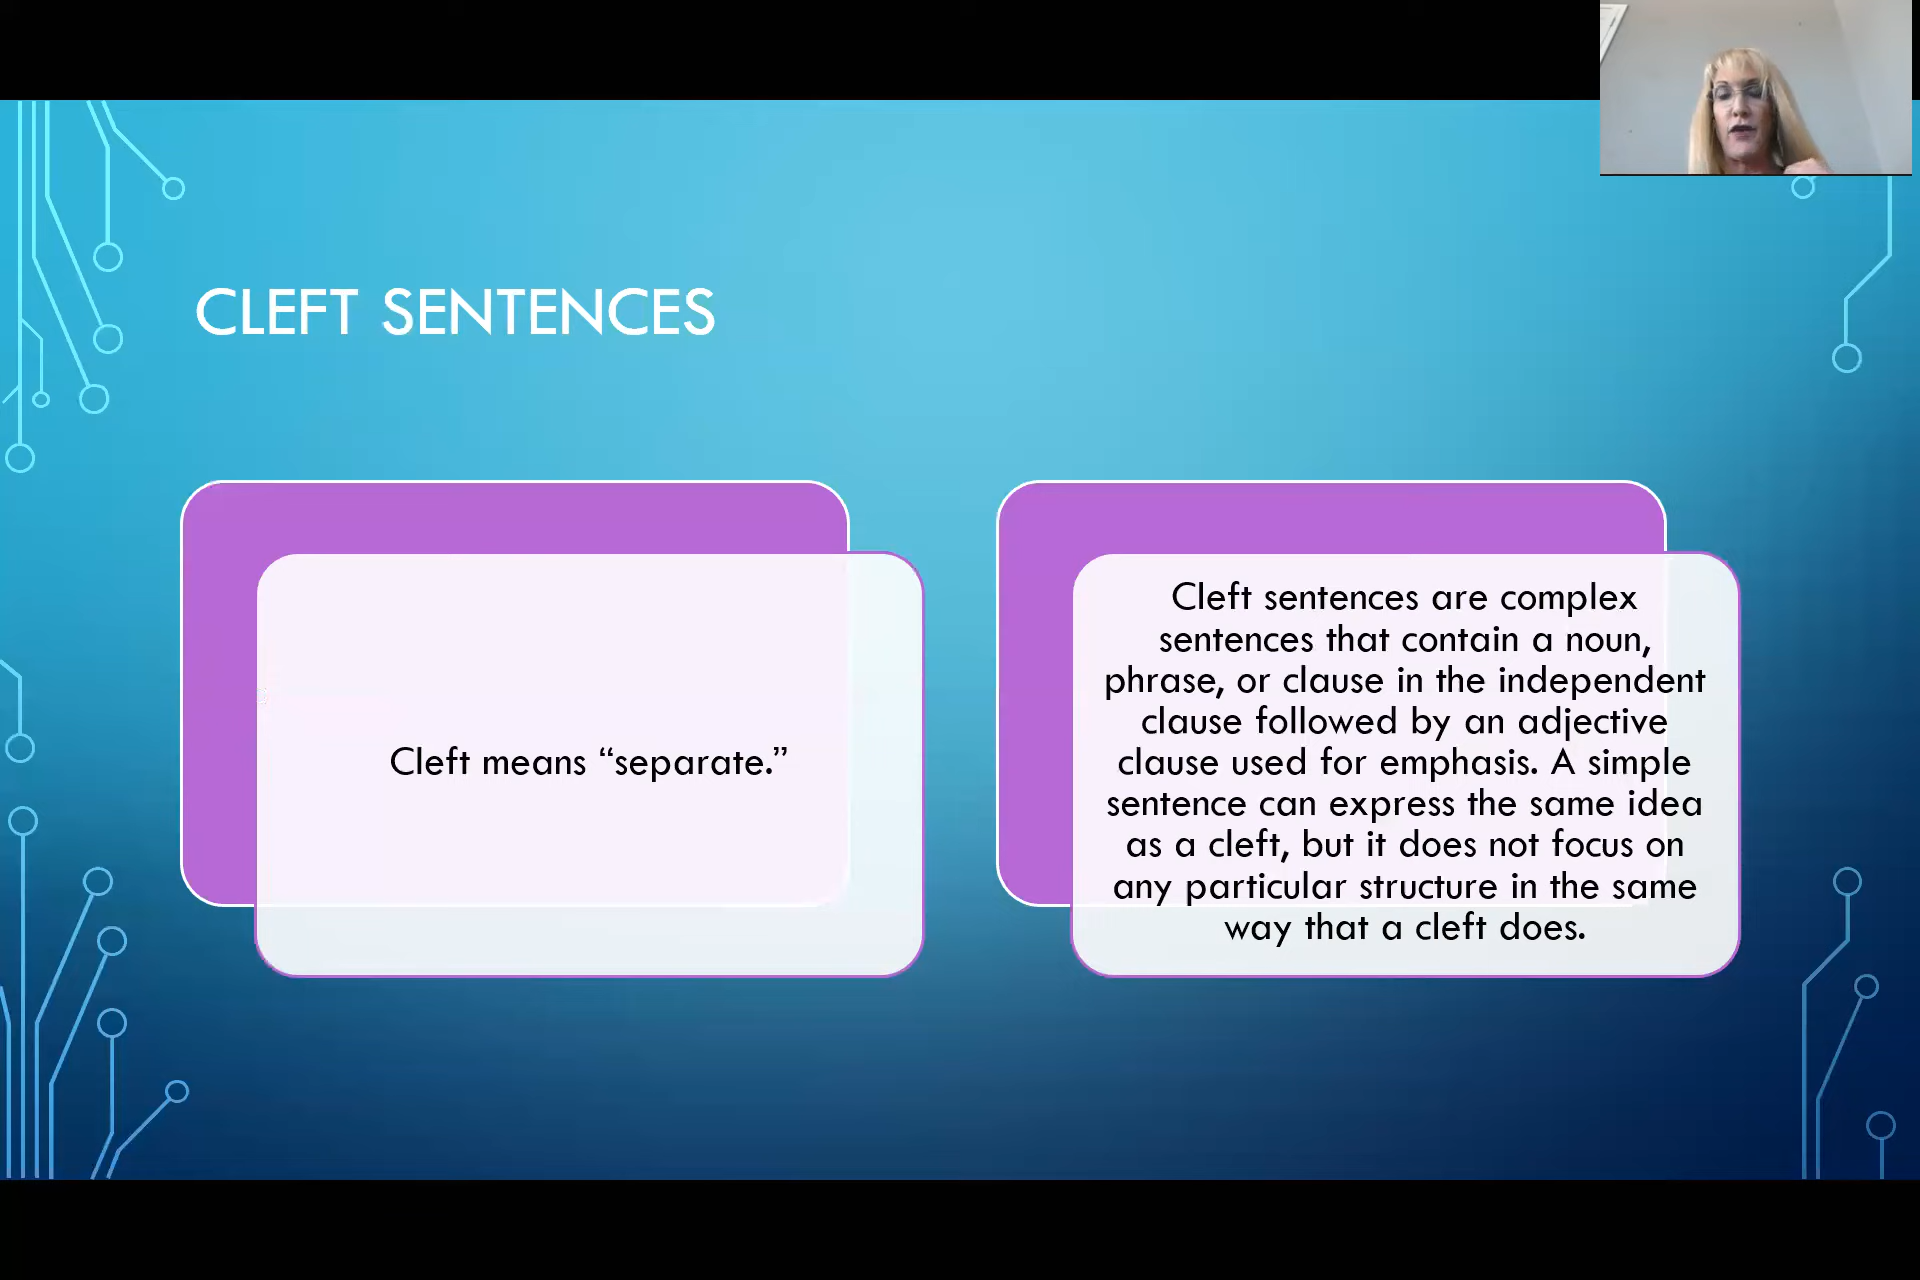 CLEFT SENTENCES
Cleft means “separate.”
Cleft sentences are complex
sentences that contain a noun,
phrase, or clause in the independent
clause followed by an adjective
clause used for emphasis. A simple
sentence can express the same idea
as a cleft, but it does not focus on
any particular structure in the same
way that a cleft does.